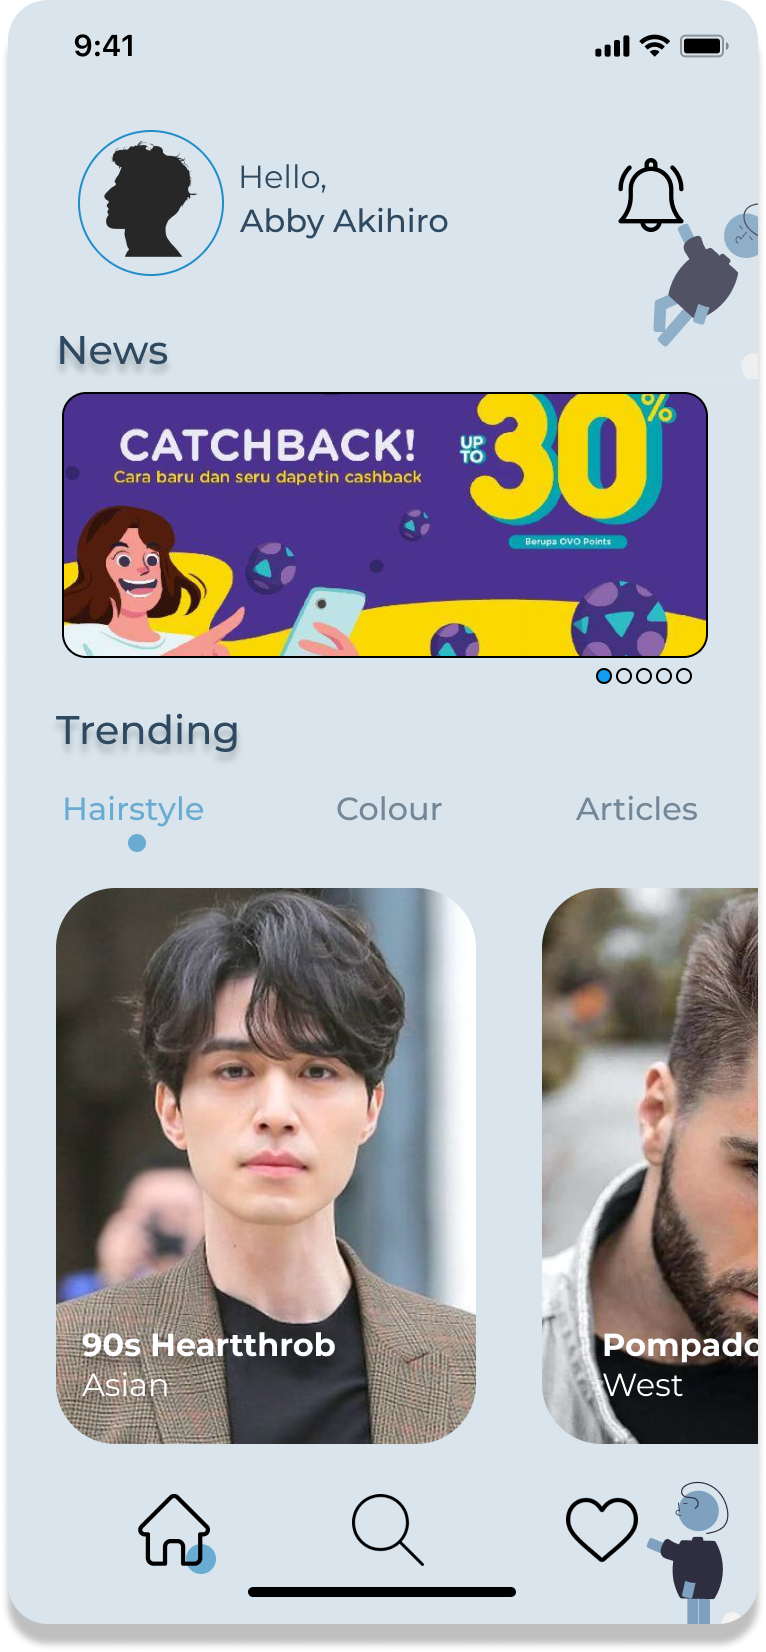 9:41
Hello,
Abby Akihiro
News
CATCHBACK!
Cara baru dan seru dapetin cashback
UP
TO
30%
Berupa OVO Points
Trending
Hairstyle
Colour
Articles
90s Heartthrob
Asian
Pompado
West